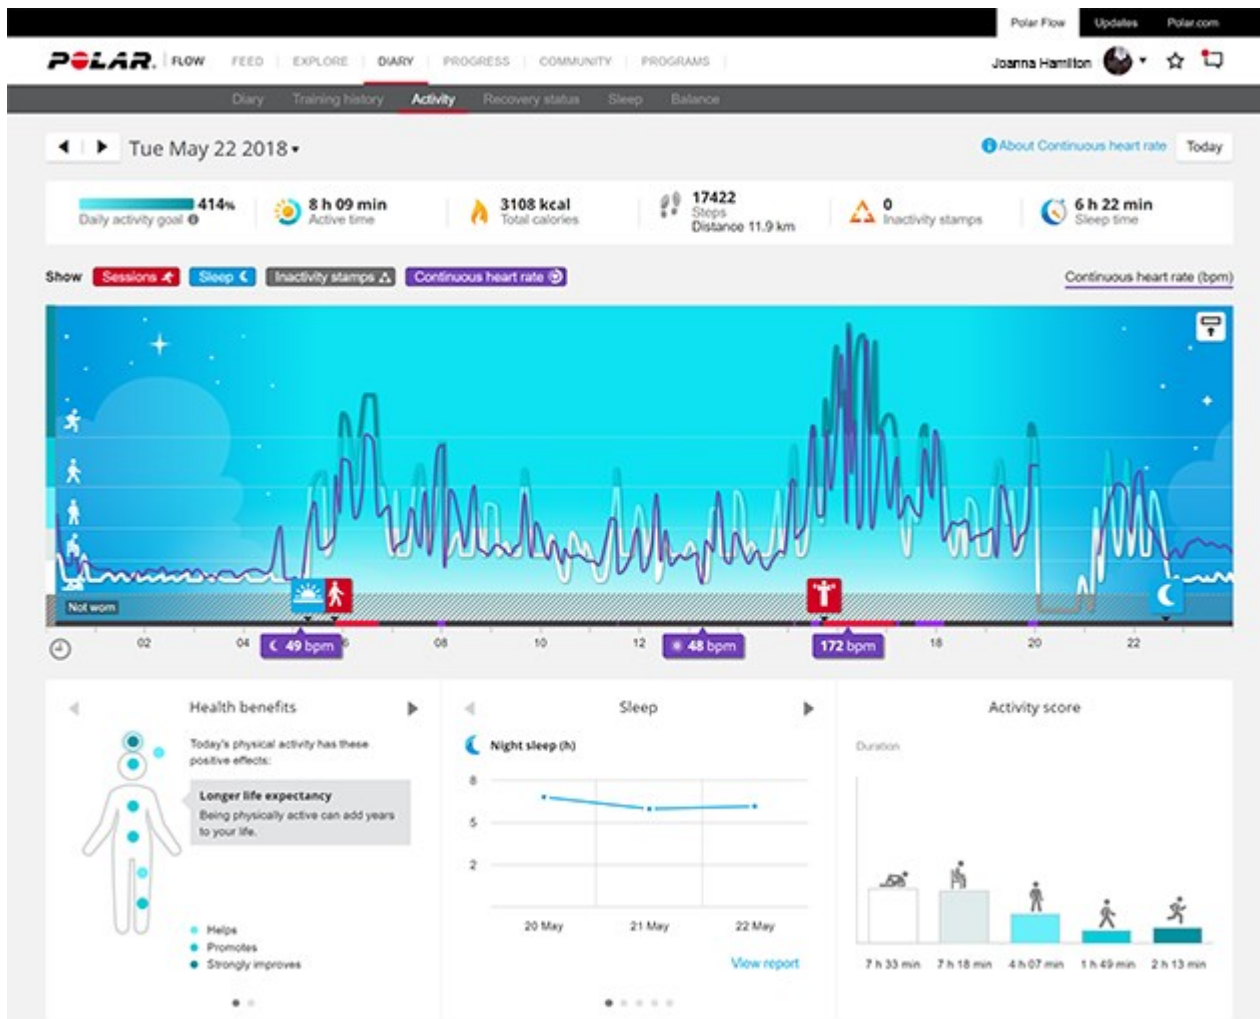 Polar Flow Updates Polar.com
POLAR. FLOW FEED EXPLORE DIARY PROGRESS COMMUNITY PROGRAMS Joanna Hamilton
Diary Training history Activity Recovery status Sleep Balance
Tue May 22 2018 About Continuous heart rate Today
414% 8 h 09 min 3108 kcal 17422 0 6 h 22 min
Daily activity goal Active time Total calories Steps Inactivity stamps Sleep time
Distance 11.9 km
Show Sessions Sleep Inactivity stamps Continuous heart rate Continuous heart rate (bpm)
Not worn
02 04 6 08 10 12 18 20 22
49 bpm 48 bpm 172 bpm
Health benefits
Today's physical activity has these
positive effects:
Longer life expectancy
Being physically active can add years
to your life.
Helps
Promotes
Strongly improves
Sleep
Night sleep (h)
8
5
2
20 May 21 May 22 May
View report
Activity score
Duration
7 h 33 min 7 h 18 min 4 h 07 min 1 h 49 min 2 h 13 min